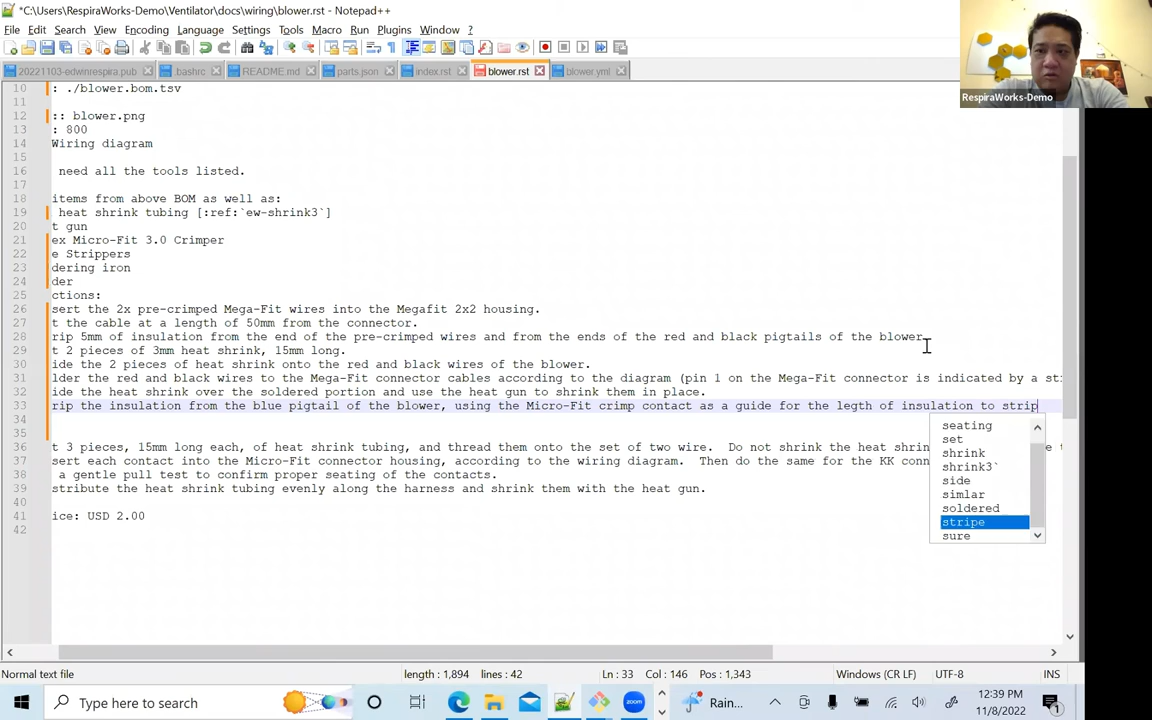 *C:\Users\RespiraWorks-Demo\Ventilator\docs\wiring\blower.rst - Notepad++
File Edit Search View Encoding Language Settings Tools Macro Run Plugins Window ?
20221103-edwinrespira.pub .bashrc README.md parts.json index.rst blower.rst blower.yml
RespiraWorks-Demo
10 : ./blower.bom.tsv
11
12 :: blower.png
13 : 800
14 Wiring diagram
15
16 need all the tools listed.
17
18 items from above BOM as well as:
19 heat shrink tubing [:ref:`ew-shrink3`]
20 t gun
21 ex Micro-Fit 3.0 Crimper
22 e Strippers
23 dering iron
24 der
25 ctions:
26 sert the 2x pre-crimped Mega-Fit wires into the Megafit 2x2 housing.
27 t the cable at a length of 50mm from the connector.
28 rip 5mm of insulation from the end of the pre-crimped wires and from the ends of the red and black pigtails of the blower.
29 t 2 pieces of 3mm heat shrink, 15mm long.
30 ide the 2 pieces of heat shrink onto the red and black wires of the blower.
31 lder the red and black wires to the Mega-Fit connector cables according to the diagram (pin 1 on the Mega-Fit connector is indicated by a st
32 ide the heat shrink over the soldered portion and use the heat gun to shrink them in place.
33 rip the insulation from the blue pigtail of the blower, using the Micro-Fit crimp contact as a guide for the legth of insulation to strip
34
35
36 t 3 pieces, 15mm long each, of heat shrink tubing, and thread them onto the set of two wire.  Do not shrink the heat shrin
37 sert each contact into the Micro-Fit connector housing, according to the wiring diagram.  Then do the same for the KK conn
38 a gentle pull test to confirm proper seating of the contacts.
39 stribute the heat shrink tubing evenly along the harness and shrink them with the heat gun.
40
41 ice: USD 2.00
42
seating
set
shrink
shrink3`
side
simlar
soldered
stripe
sure
Normal text file length : 1,894 lines : 42 Ln : 33 Col : 146 Pos : 1,343 Windows (CR LF) UTF-8 INS
Type here to search
zoom
Rain...
12:39 PM
11/8/2022
1